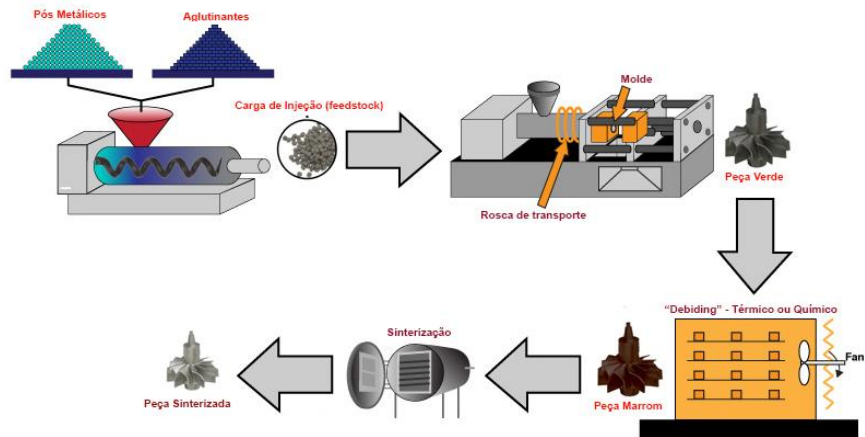 Pós Metálicos
Aglutinantes
Carga de Injeção (feedstock)
Molde
Rosca de transporte
Peça Verde
“Debiding” - Térmico ou Químico
Fan
Peça Marrom
Sinterização
Peça Sinterizada